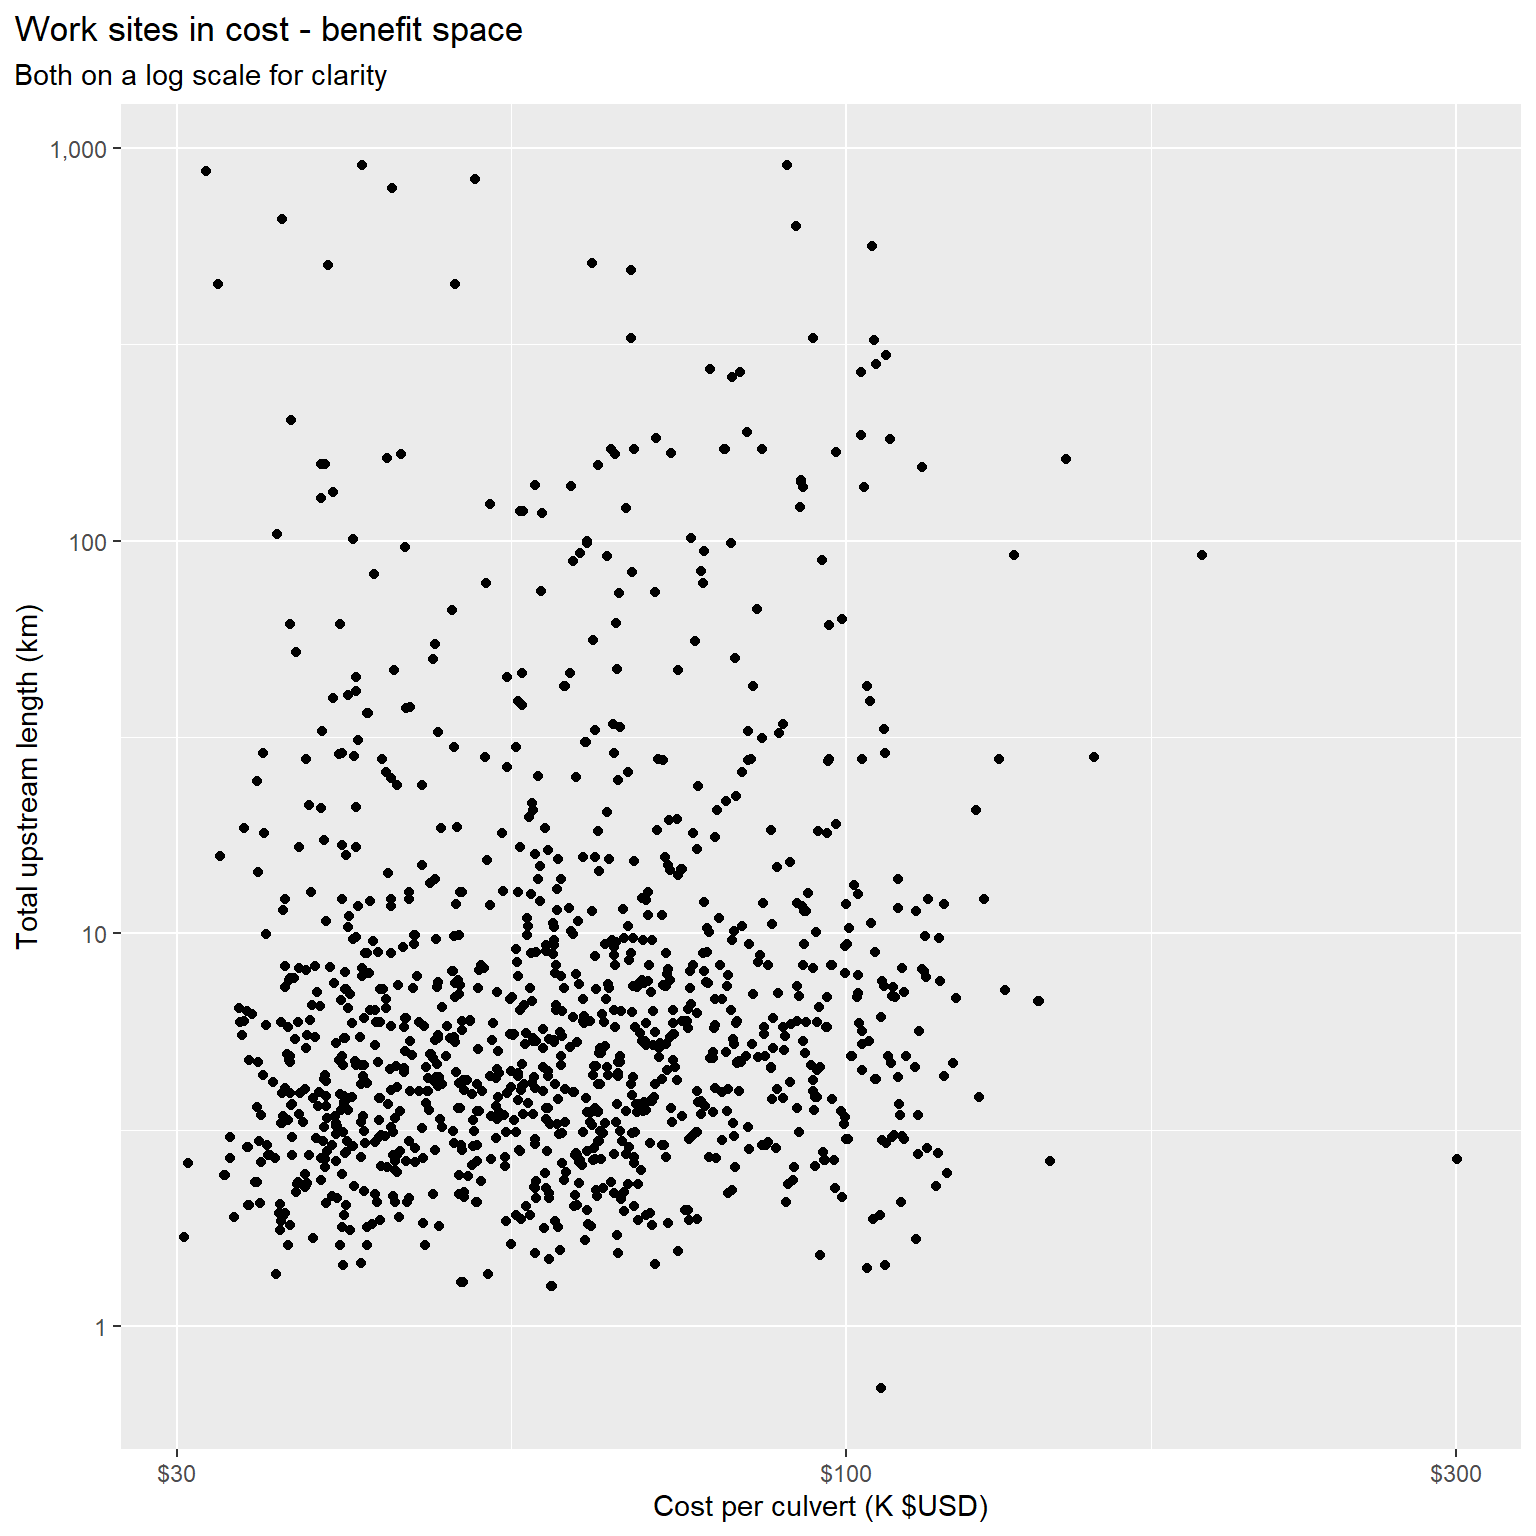 Work sites in cost - benefit space
Both on a log scale for clarity
1,000
100
10
1
Total upstream length (km)
$30
$100
$300
Cost per culvert (K $USD)